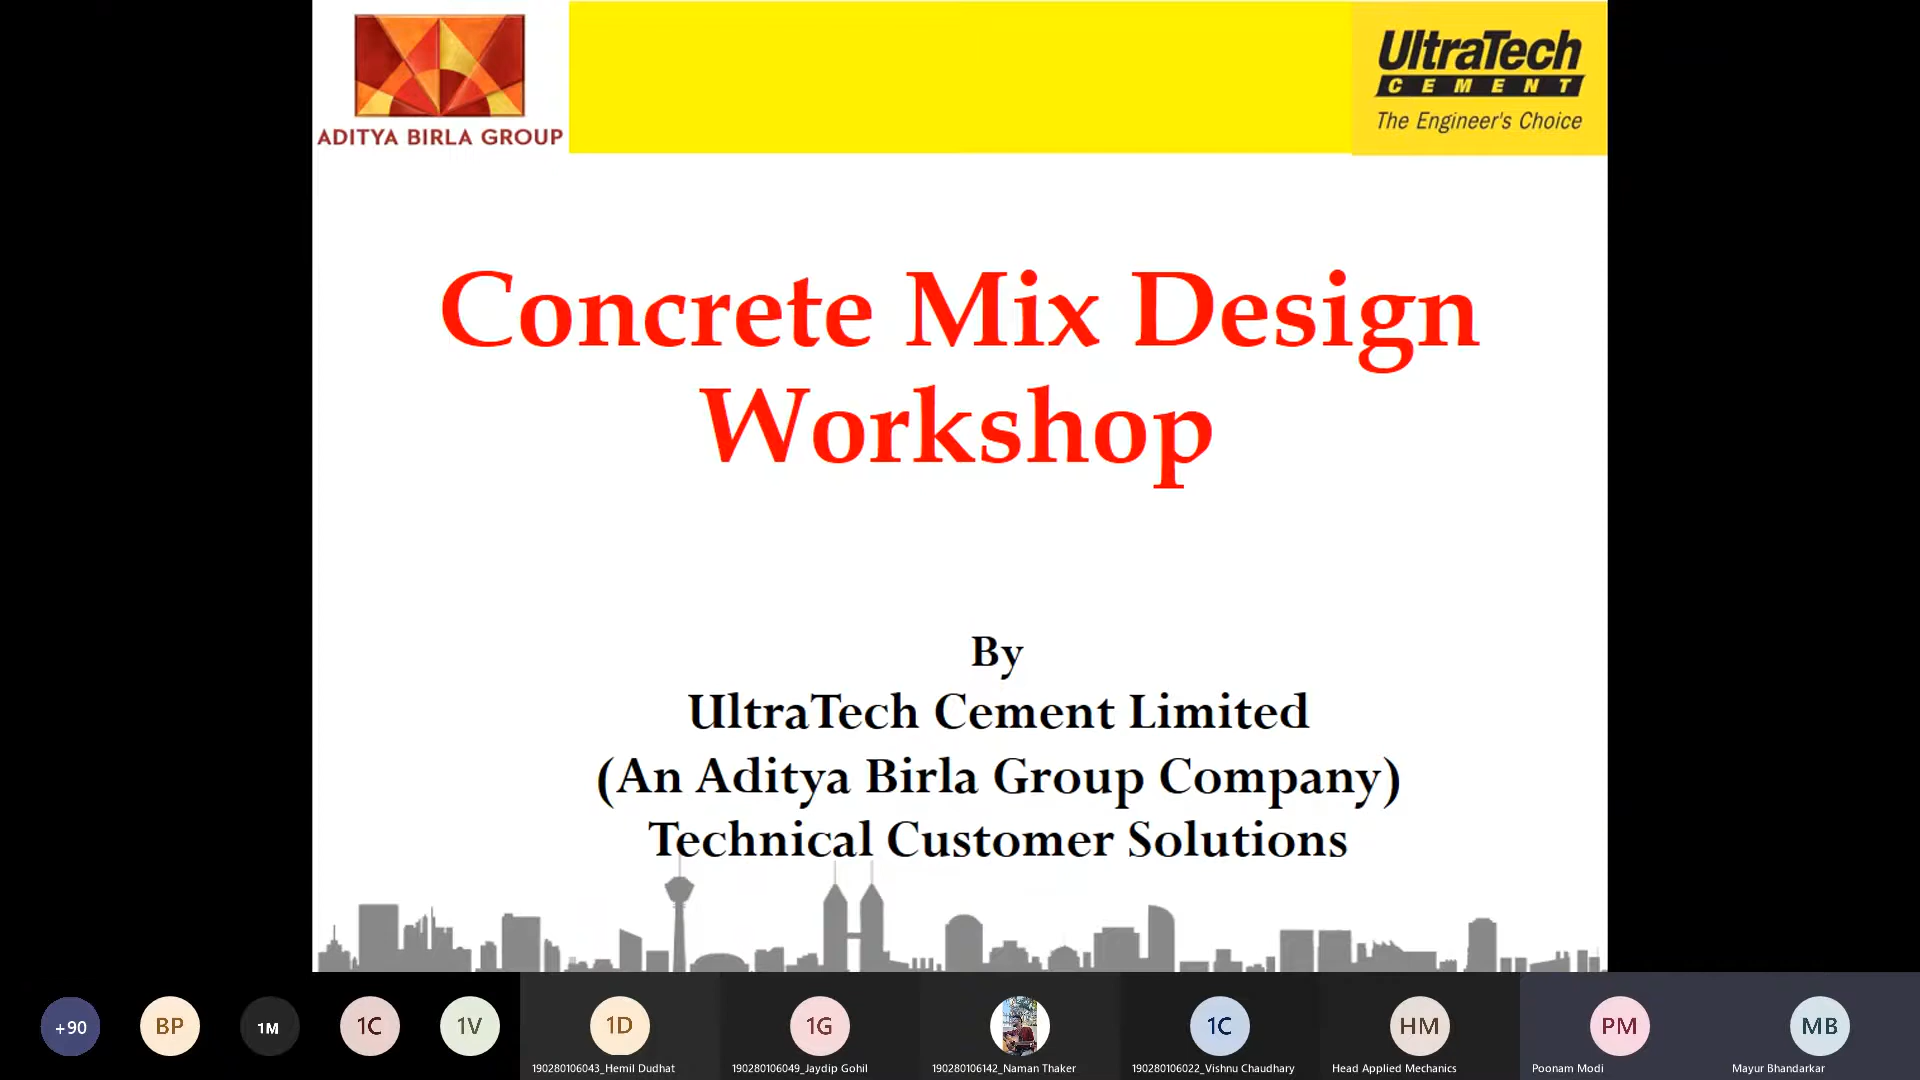 ADITYA BIRLA GROUP
UltraTech
CEMENT
The Engineer's Choice
Concrete Mix Design
Workshop
By
UltraTech Cement Limited
(An Aditya Birla Group Company)
Technical Customer Solutions
+90
BP
1M
1C
1V
1D
1G
1C
HM
PM
MB
190280106043_Hemil Dudhat
190280106049_Jaydip Gohil
190280106142_Naman Thaker
190280106022_Vishnu Chaudhary
Head Applied Mechanics
Poonam Modi
Mayur Bhandarkar